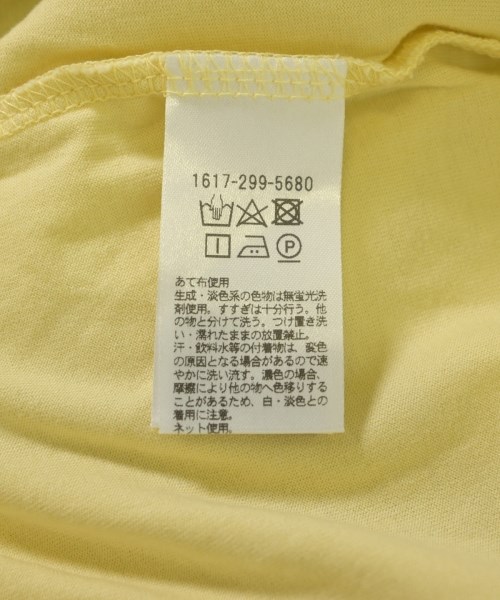 1617-299-5680
P
あて布使用
生成・淡色系の色物は無蛍光洗
剤使用。すすぎは十分行う。他
の物と分けて洗う。つけ置き洗
い・濡れたままの放置禁止。
汗・飲料水等の付着物は、変色
の原因となる場合があるので速
やかに洗い流す。濃色の場合、
摩擦により他の物へ色移りする
ことがあるため、白・淡色との
着用に注意。
ネット使用。